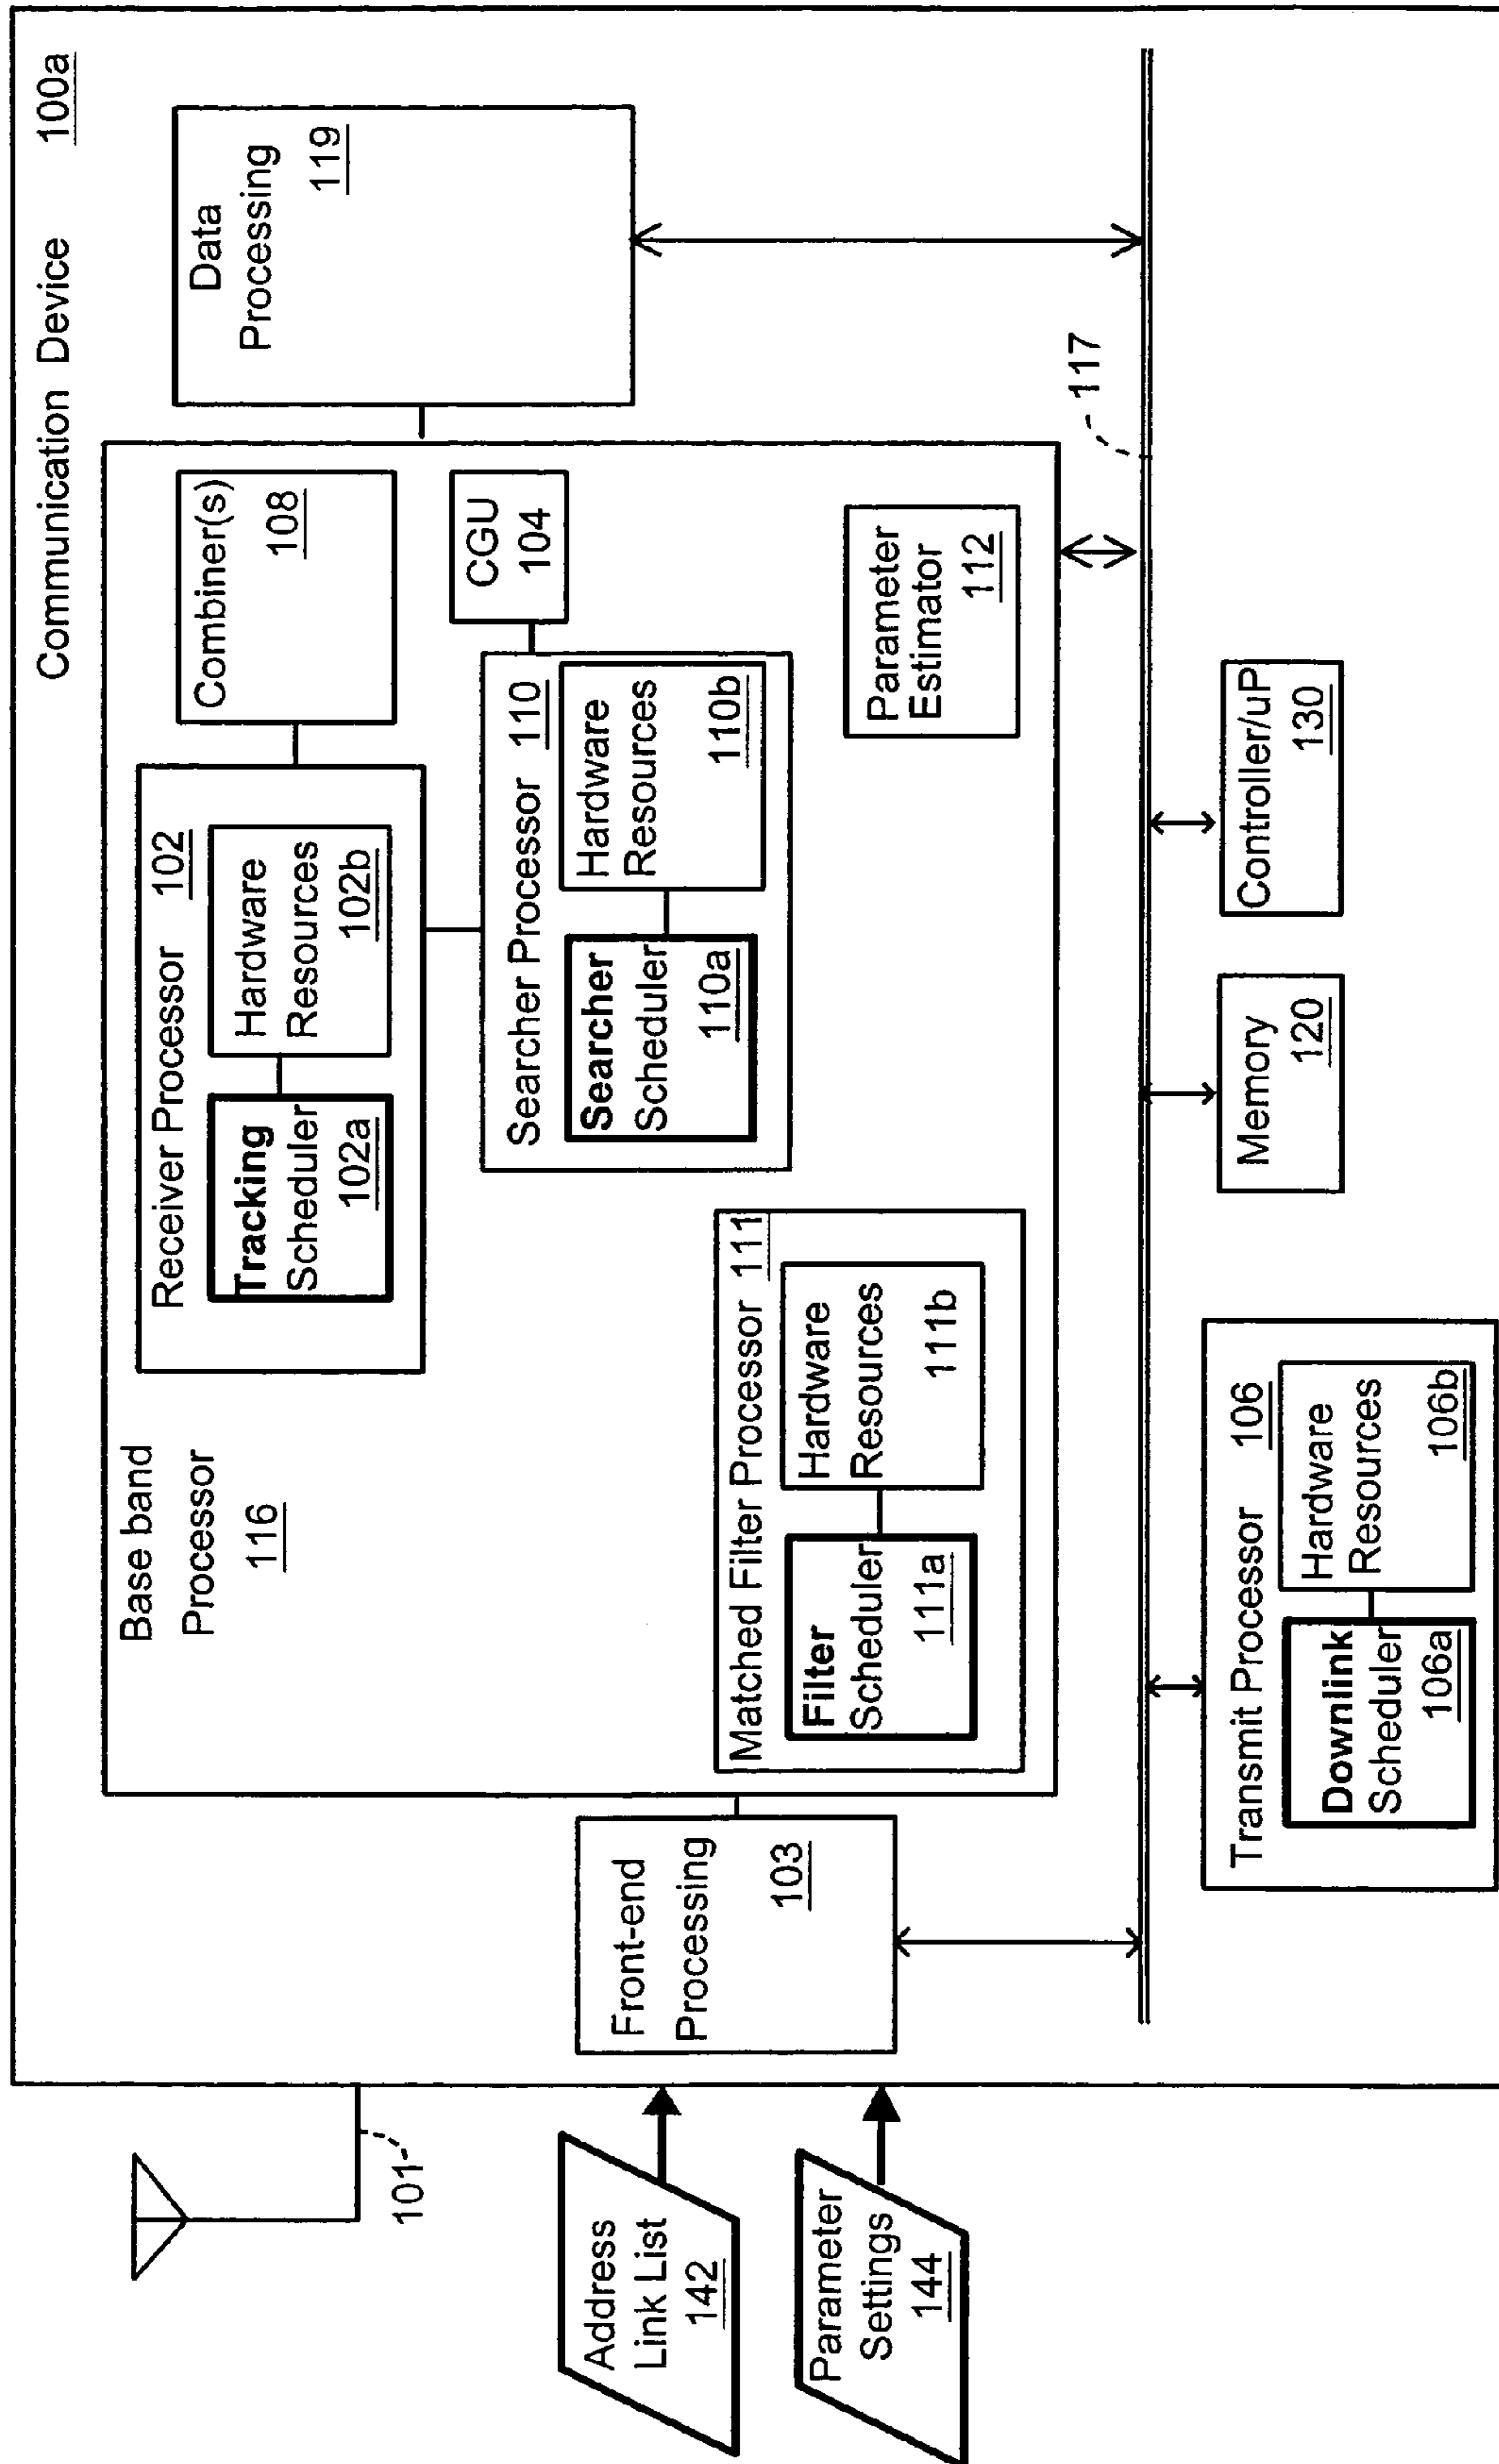 Communication Device 100a
101
Address
Link List
142
Parameter
Settings
144
Front-end
Processing
103
Base band
Processor
116
Receiver Processor 102
Tracking
Scheduler
102a
Hardware
Resources
102b
Combiner(s)
108
Searcher Processor 110
Searcher
Scheduler
110a
Hardware
Resources
110b
CGU
104
Matched Filter Processor 111
Filter
Scheduler
111a
Hardware
Resources
111b
Parameter
Estimator
112
Data
Processing
119
117
Transmit Processor 106
Downlink
Scheduler
106a
Hardware
Resources
106b
Memory
120
Controller/uP
130